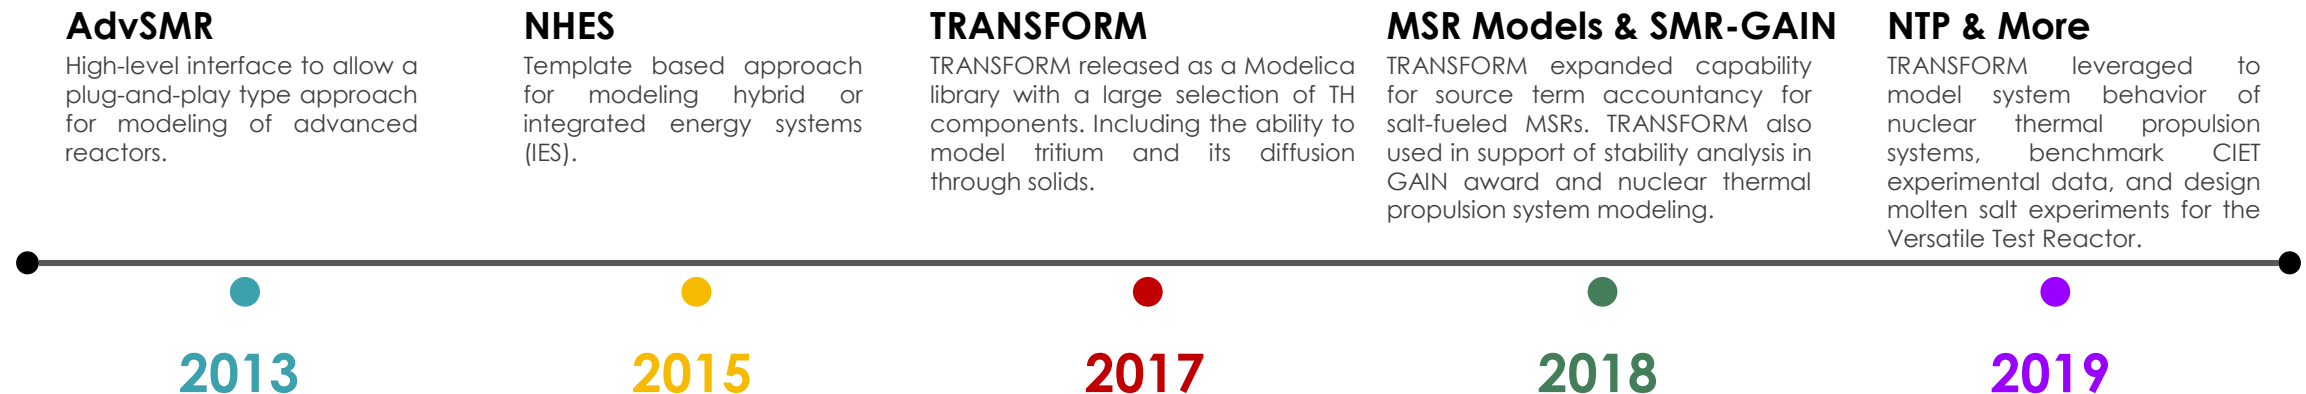 AdvSMR
High-level interface to allow a
plug-and-play type approach
for modeling of advanced
reactors.
NHES
Template based approach
for modeling hybrid or
integrated energy systems
(IES).
TRANSFORM
TRANSFORM released as a Modelica
library with a large selection of TH
components. Including the ability to
model tritium and its diffusion
through solids.
MSR Models & SMR-GAIN
TRANSFORM expanded capability
for source term accountancy for
salt-fueled MSRs. TRANSFORM also
used in support of stability analysis in
GAIN award and nuclear thermal
propulsion system modeling.
NTP & More
TRANSFORM leveraged to
model system behavior of
nuclear thermal propulsion
systems, benchmark CIET
experimental data, and design
molten salt experiments for the
Versatile Test Reactor.
2013
2015
2017
2018
2019